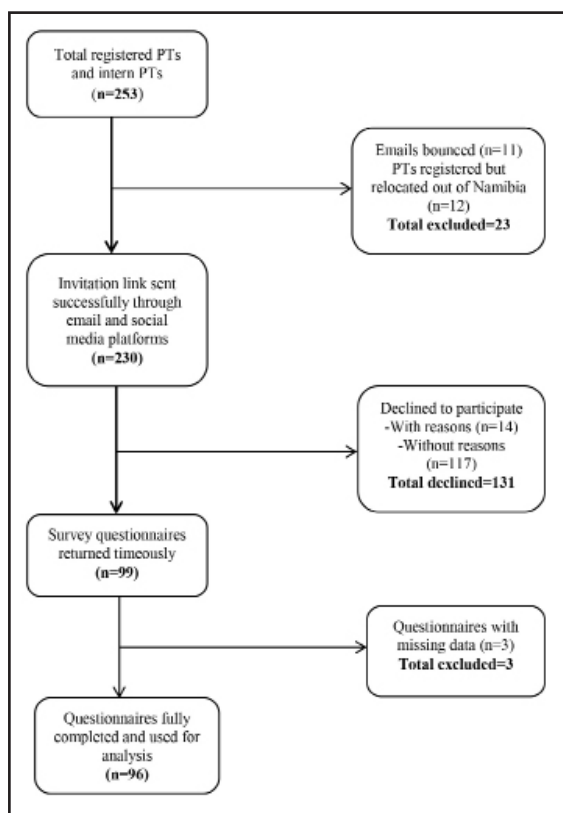 Total registered PTs
and intern PTs
(n=253)
Emails bounced (n=11)
PTs registered but
relocated out of Namibia
(n=12)
Total excluded=23
Invitation link sent
successfully through
email and social
media platforms
(n=230)
Declined to participate
-With reasons (n=14)
-Without reasons
(n=117)
Total declined=131
Survey questionnaires
returned timeously
(n=99)
Questionnaires with
missing data (n=3)
Total excluded=3
Questionnaires fully
completed and used for
analysis
(n=96)